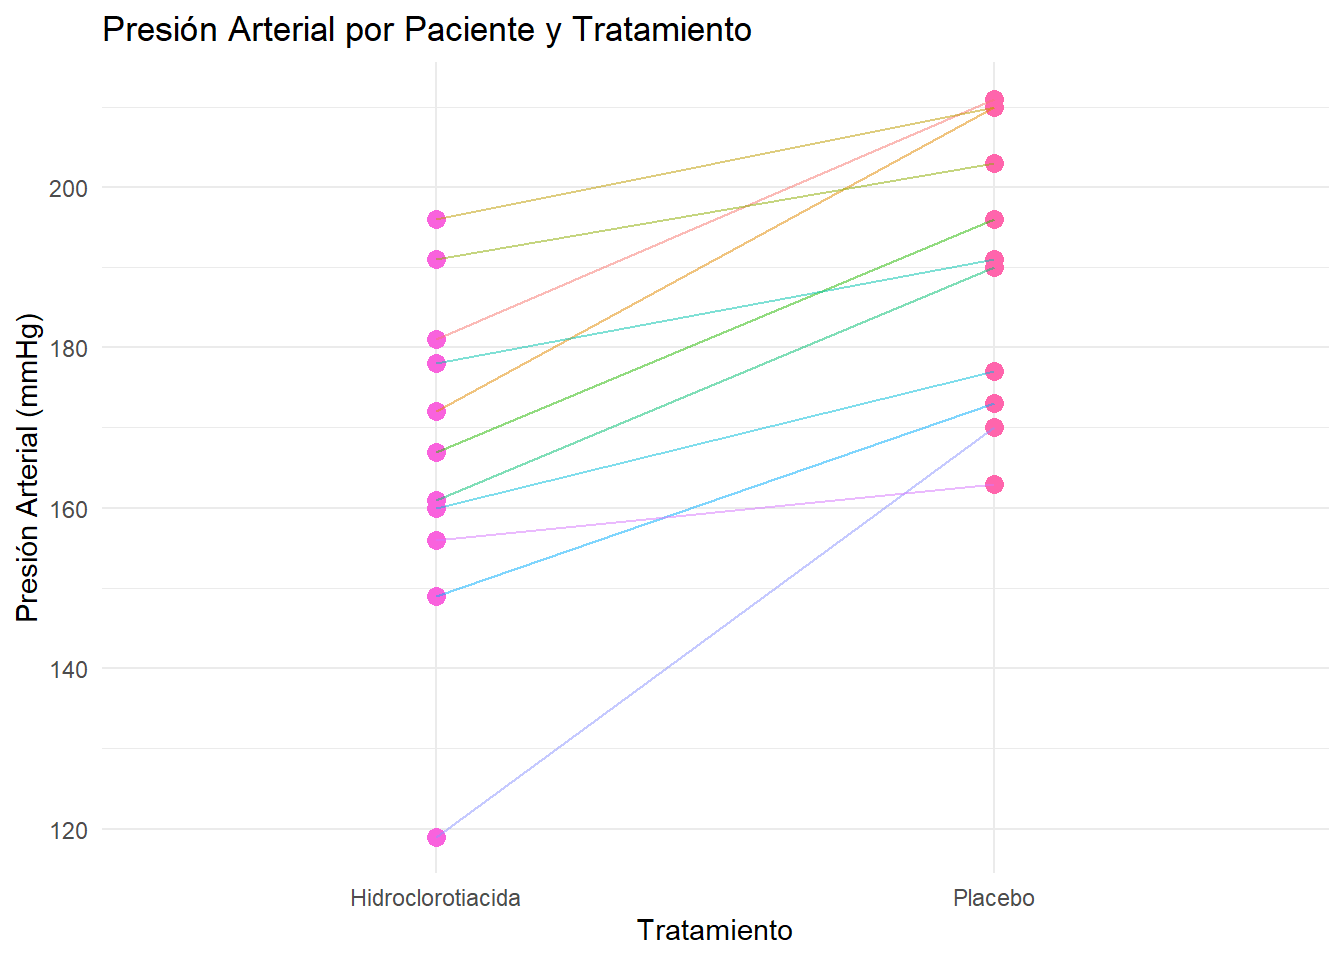 Presión Arterial por Paciente y Tratamiento
Presión Arterial (mmHg)
200
180
160
140
120
Hidroclorotiacida
Placebo
Tratamiento